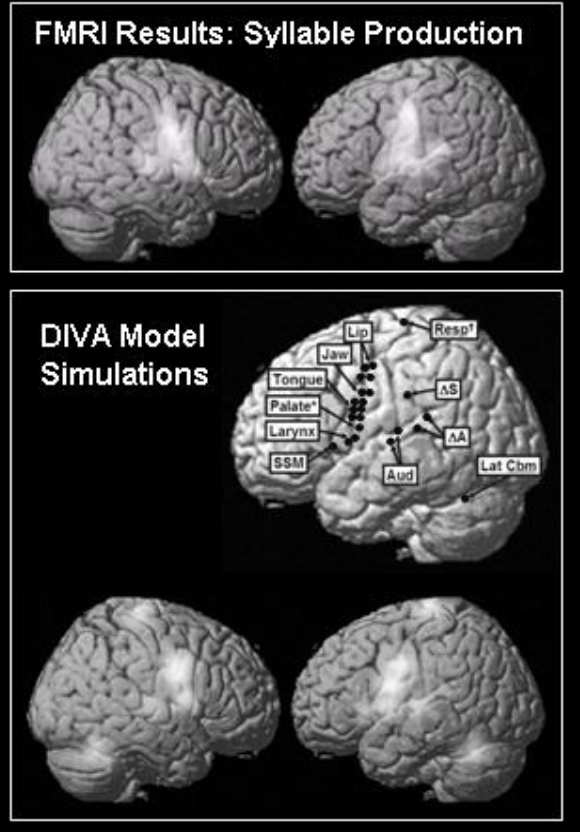 FMRI Results: Syllable Production
DIVA Model
Simulations
Lip
Resp†
Jaw
Tongue
ΔS
Palate*
Larynx
ΔA
SSM
Aud
Lat Cbm